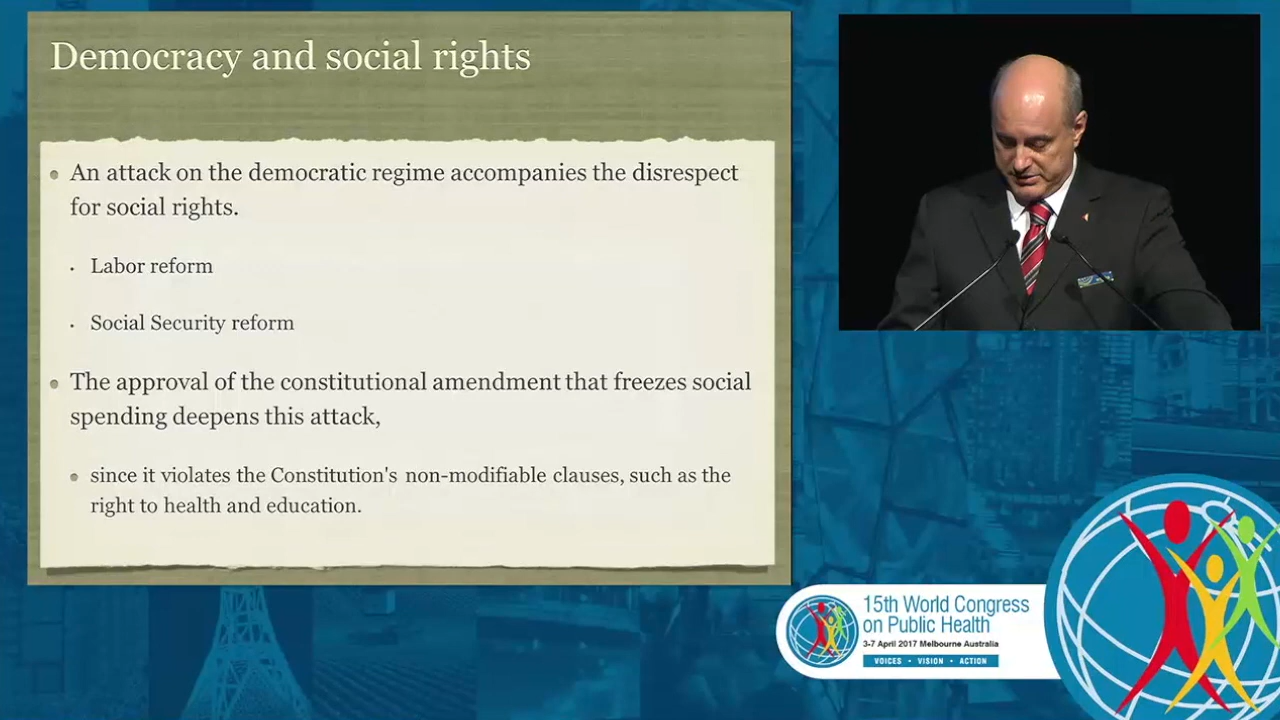 Democracy and social rights
An attack on the democratic regime accompanies the disrespect
for social rights.
Labor reform
Social Security reform
The approval of the constitutional amendment that freezes social
spending deepens this attack,
since it violates the Constitution's non-modifiable clauses, such as the
right to health and education.
15th World Congress
on Public Health
3-7 April 2017 Melbourne Australia
VOICES • VISION • ACTION